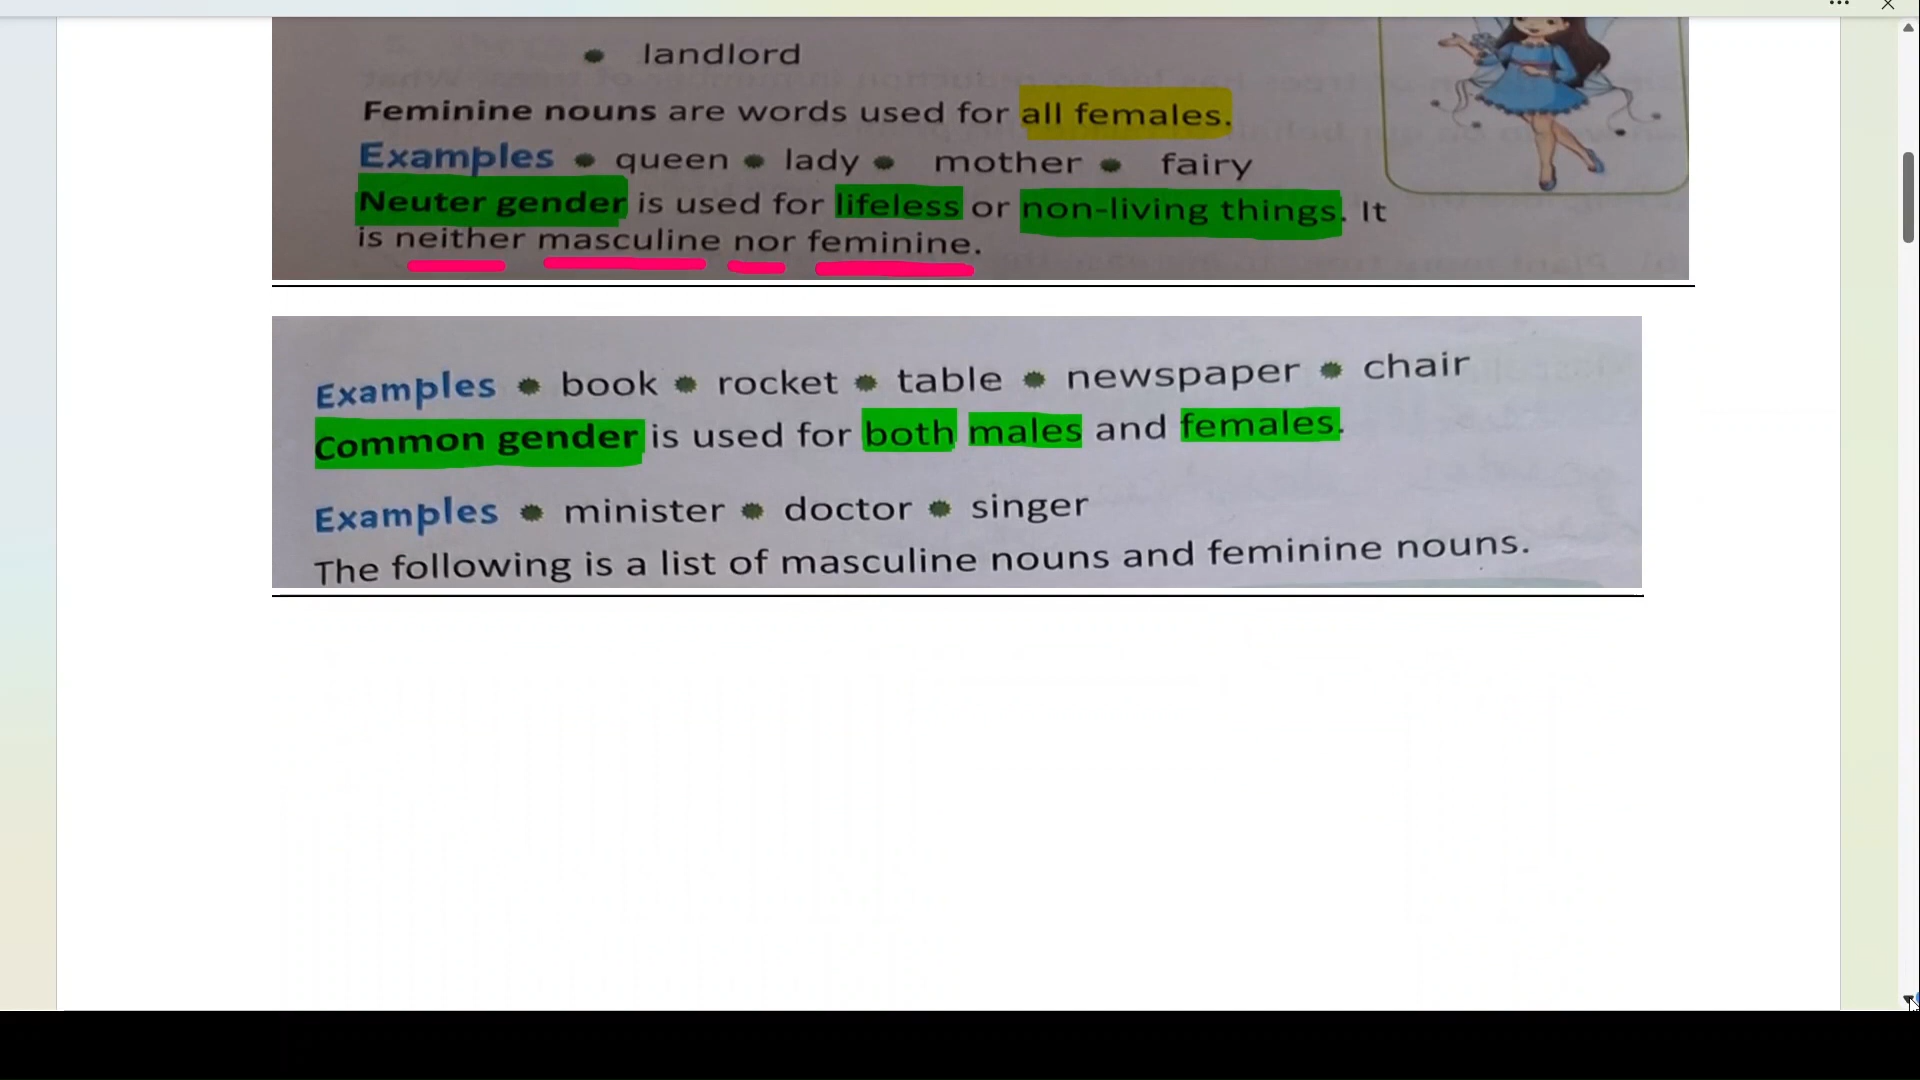 landlord
Feminine nouns are words used for all females.
Examples queen lady mother fairy
Neuter gender is used for lifeless or non-living things. It
is neither masculine nor feminine.
Examples book rocket table newspaper chair
Common gender is used for both males and females.
Examples minister doctor singer
The following is a list of masculine nouns and feminine nouns.